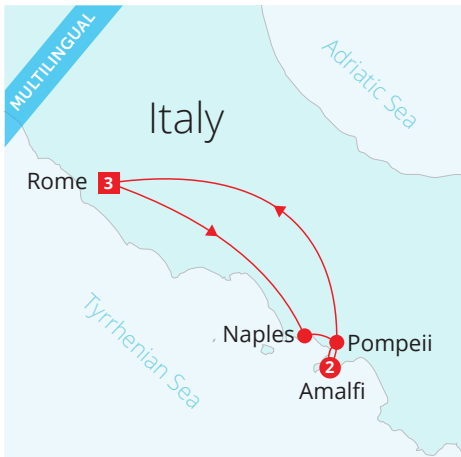 MULTILINGUAL
Adriatic Sea
Italy
Rome
3
Tyrrhenian Sea
Naples
Pompeii
2
Amalfi